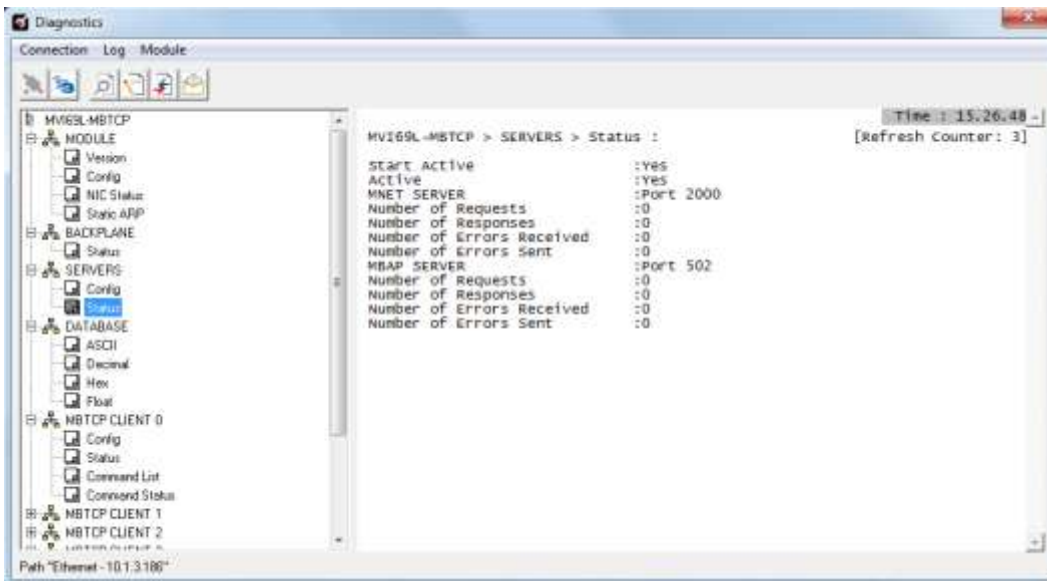 Diagnostics
Connection Log Module
MVI69L-MBTCP
MODULE
Version
Config
NIC Status
Static ARP
BACKPLANE
Status
SERVERS
Config
Status
DATABASE
ASCII
Decimal
Hex
Float
MBTCP CLIENT 0
Config
Status
Command List
Command Status
MBTCP CLIENT 1
MBTCP CLIENT 2
Time : 15.26.48
MVI69L-MBTCP > SERVERS > Status : [Refresh Counter: 3]
Start Active :Yes
Active :Yes
MNET SERVER :Port 2000
Number of Requests :0
Number of Responses :0
Number of Errors Received :0
Number of Errors Sent :0
MBAP SERVER :Port 502
Number of Requests :0
Number of Responses :0
Number of Errors Received :0
Number of Errors Sent :0
Path "Ethernet - 10.1.3.186"